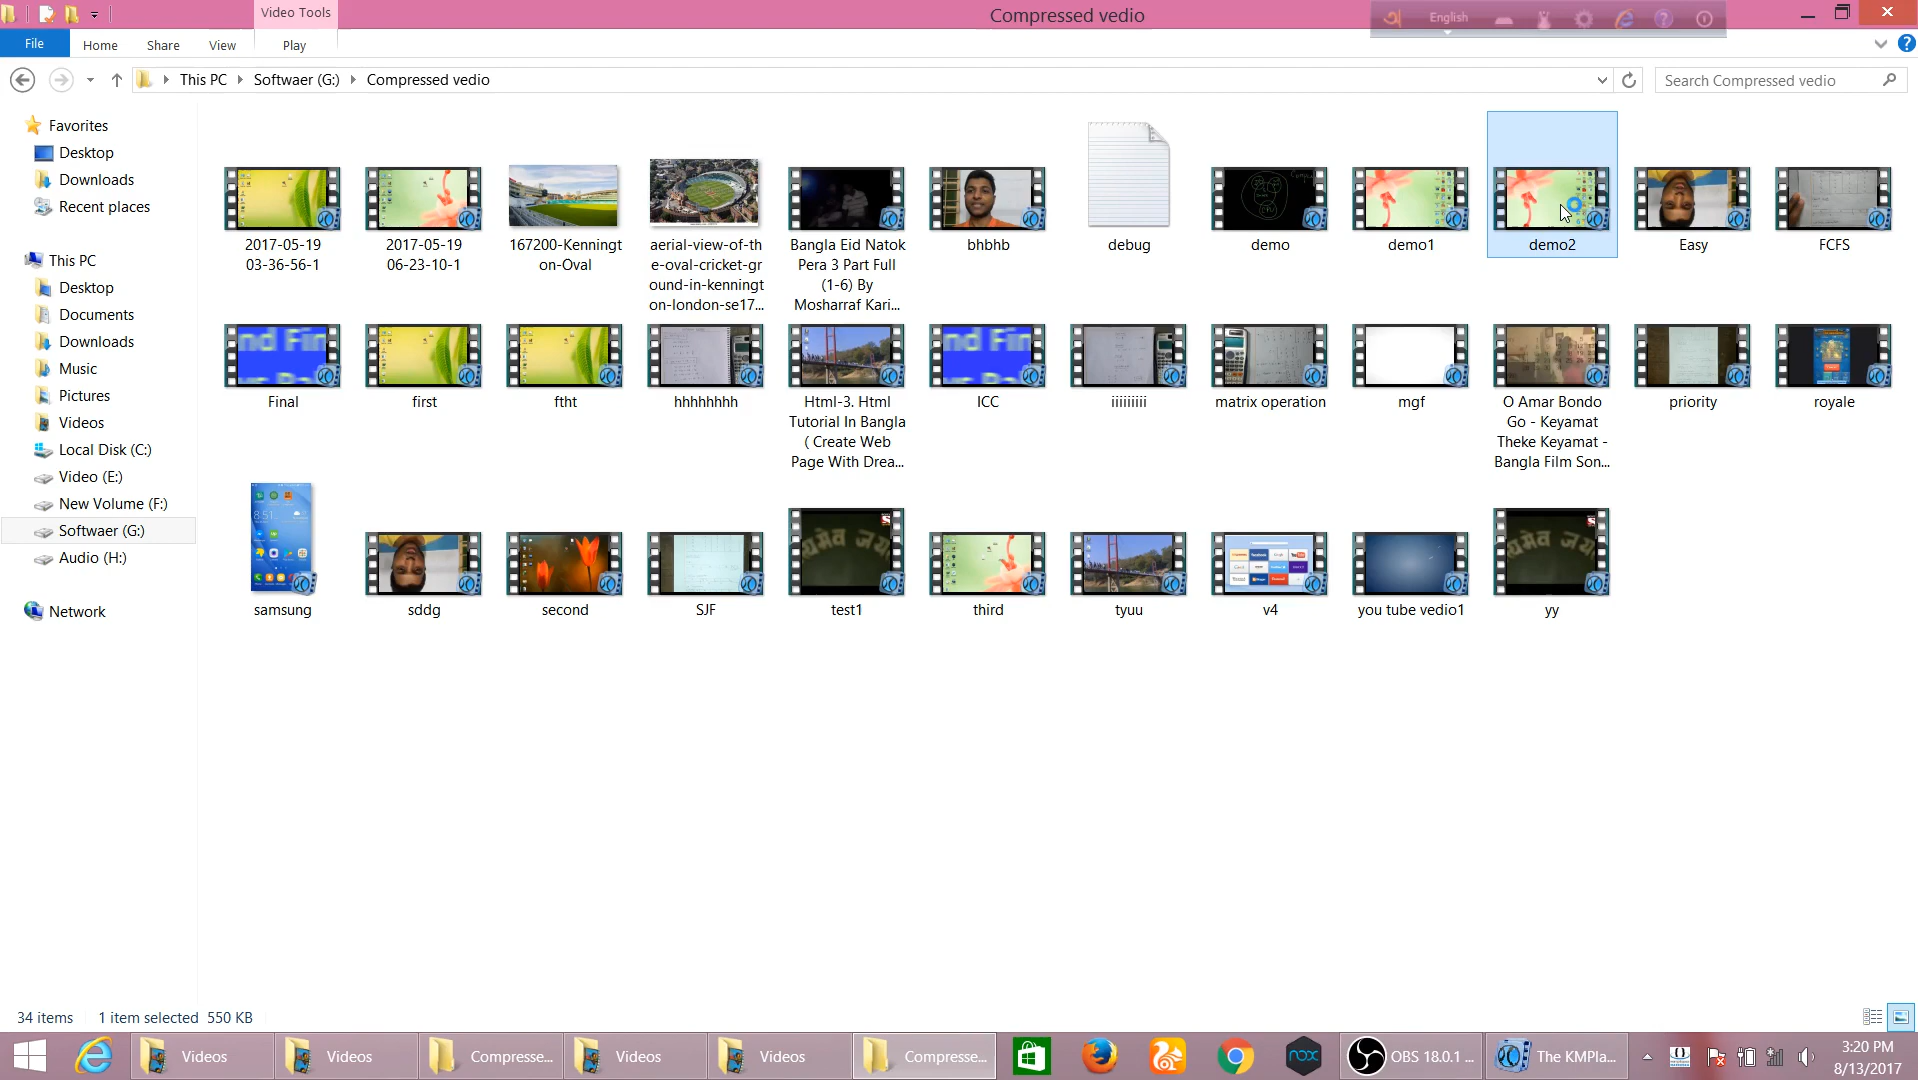 Video Tools
Compressed vedio
English
File
Home
Share
View
Play
This PC
Softwaer (G:)
Compressed vedio
Search Compressed vedio
Favorites
Desktop
Downloads
Recent places
This PC
Desktop
Documents
Downloads
Music
Pictures
Videos
Local Disk (C:)
Video (E:)
New Volume (F:)
Softwaer (G:)
Audio (H:)
Network
2017-05-19
03-36-56-1
2017-05-19
06-23-10-1
167200-Kenningt
on-Oval
aerial-view-of-th
e-oval-cricket-gr
ound-in-kenningt
on-london-se17...
Bangla Eid Natok
Pera 3 Part Full
(1-6) By
Mosharraf Kari...
bhbhb
debug
demo
demo1
demo2
Easy
FCFS
nd Fin
Final
first
ftht
hhhhhhhh
Html-3. Html
Tutorial In Bangla
( Create Web
Page With Drea...
nd Fin
ICC
iiiiiiiii
matrix operation
mgf
O Amar Bondo
Go - Keyamat
Theke Keyamat -
Bangla Film Son...
priority
royale
8:51
samsung
sddg
second
SJF
test1
third
tyuu
v4
you tube vedio1
yy
34 items
1 item selected 550 KB
Videos
Videos
Compresse...
Videos
Videos
Compresse...
nox
OBS 18.0.1 ...
The KMPla...
3:20 PM
8/13/2017